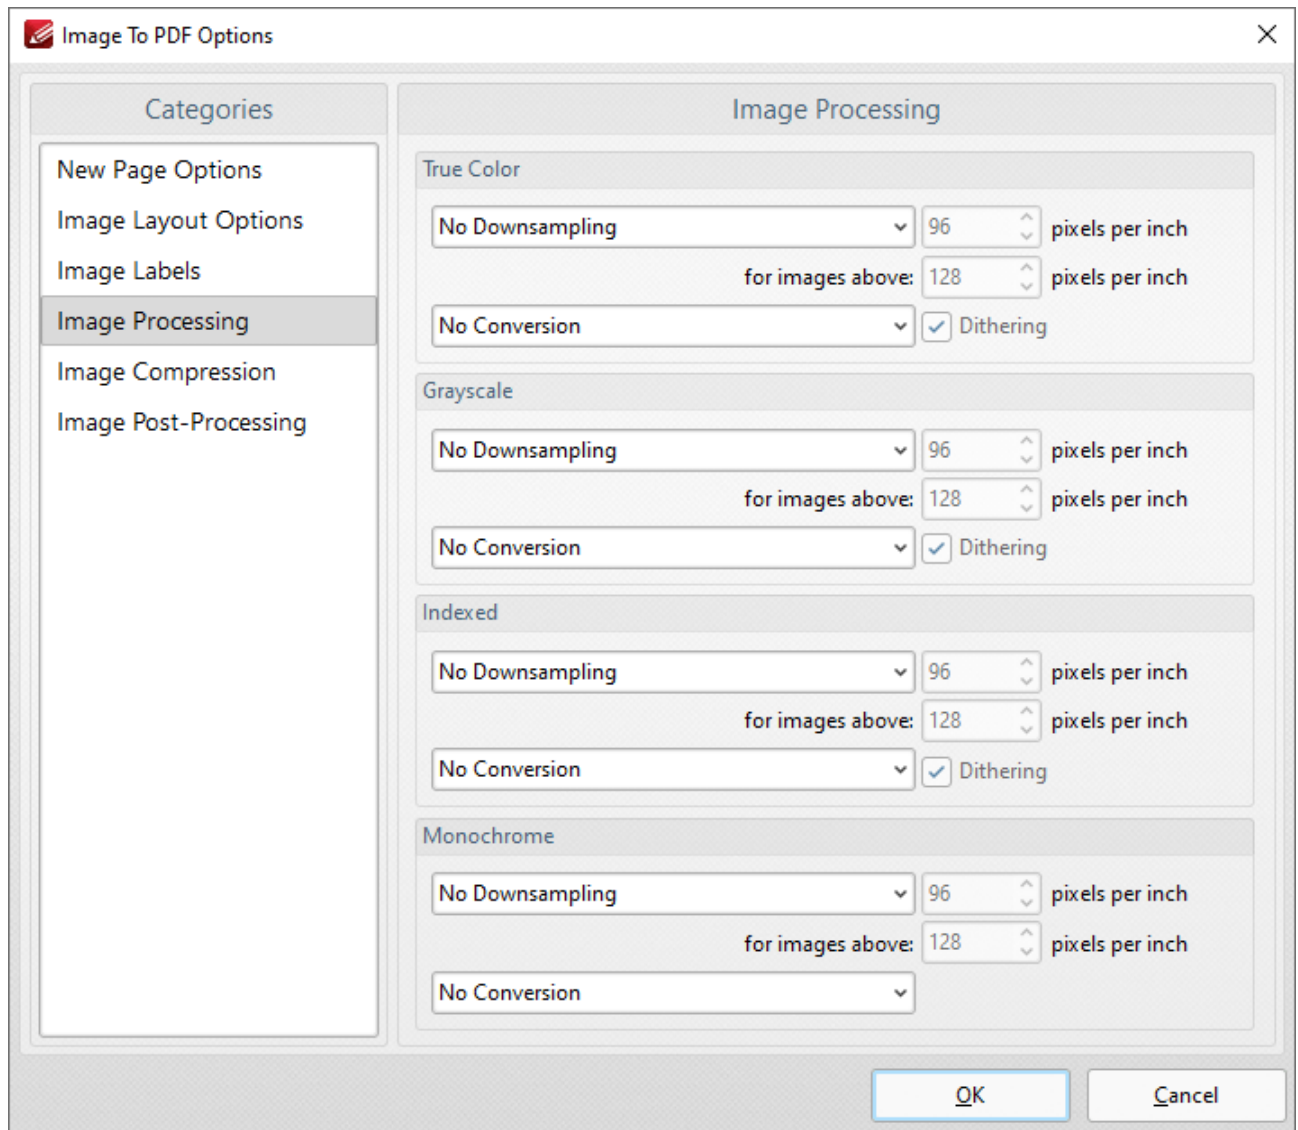 Image To PDF Options
Categories
New Page Options
Image Layout Options
Image Labels
Image Processing
Image Compression
Image Post-Processing
Image Processing
True Color
No Downsampling 96 pixels per inch
for images above: 128 pixels per inch
No Conversion Dithering
Grayscale
No Downsampling 96 pixels per inch
for images above: 128 pixels per inch
No Conversion Dithering
Indexed
No Downsampling 96 pixels per inch
for images above: 128 pixels per inch
No Conversion Dithering
Monochrome
No Downsampling 96 pixels per inch
for images above: 128 pixels per inch
No Conversion
OK Cancel